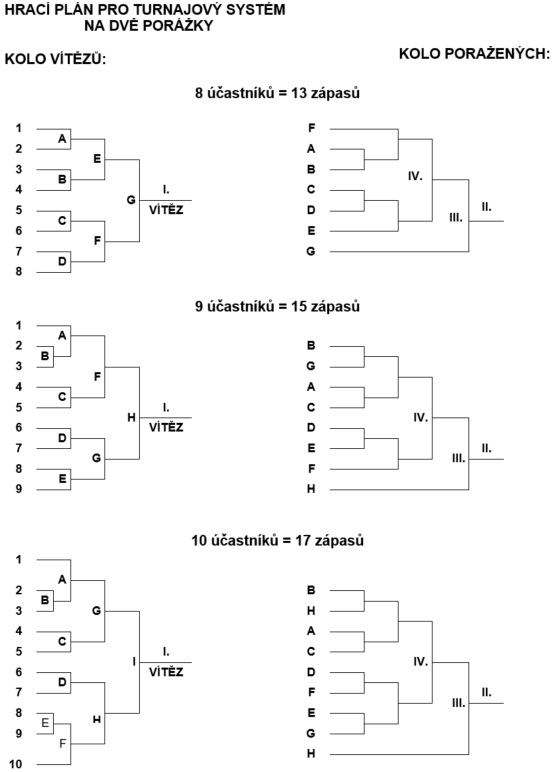 HRACÍ PLÁN PRO TURNAJOVÝ SYSTÉM
NA DVĚ PORÁŽKY
KOLO VÍTĚZŮ:
KOLO PORAŽENÝCH:
8 účastníků = 13 zápasů
1
2
3
4
5
6
7
8
A
B
C
D
E
F
G
I.
VÍTĚZ
F
A
B
C
D
E
G
IV.
III.
II.
9 účastníků = 15 zápasů
1
2
3
4
5
6
7
8
9
A
B
C
D
E
F
G
H
I.
VÍTĚZ
B
G
A
C
D
E
F
H
IV.
III.
II.
10 účastníků = 17 zápasů
1
2
3
4
5
6
7
8
9
10
A
B
C
D
E
F
G
H
I
I.
VÍTĚZ
B
H
A
C
D
F
E
G
H
IV.
III.
II.